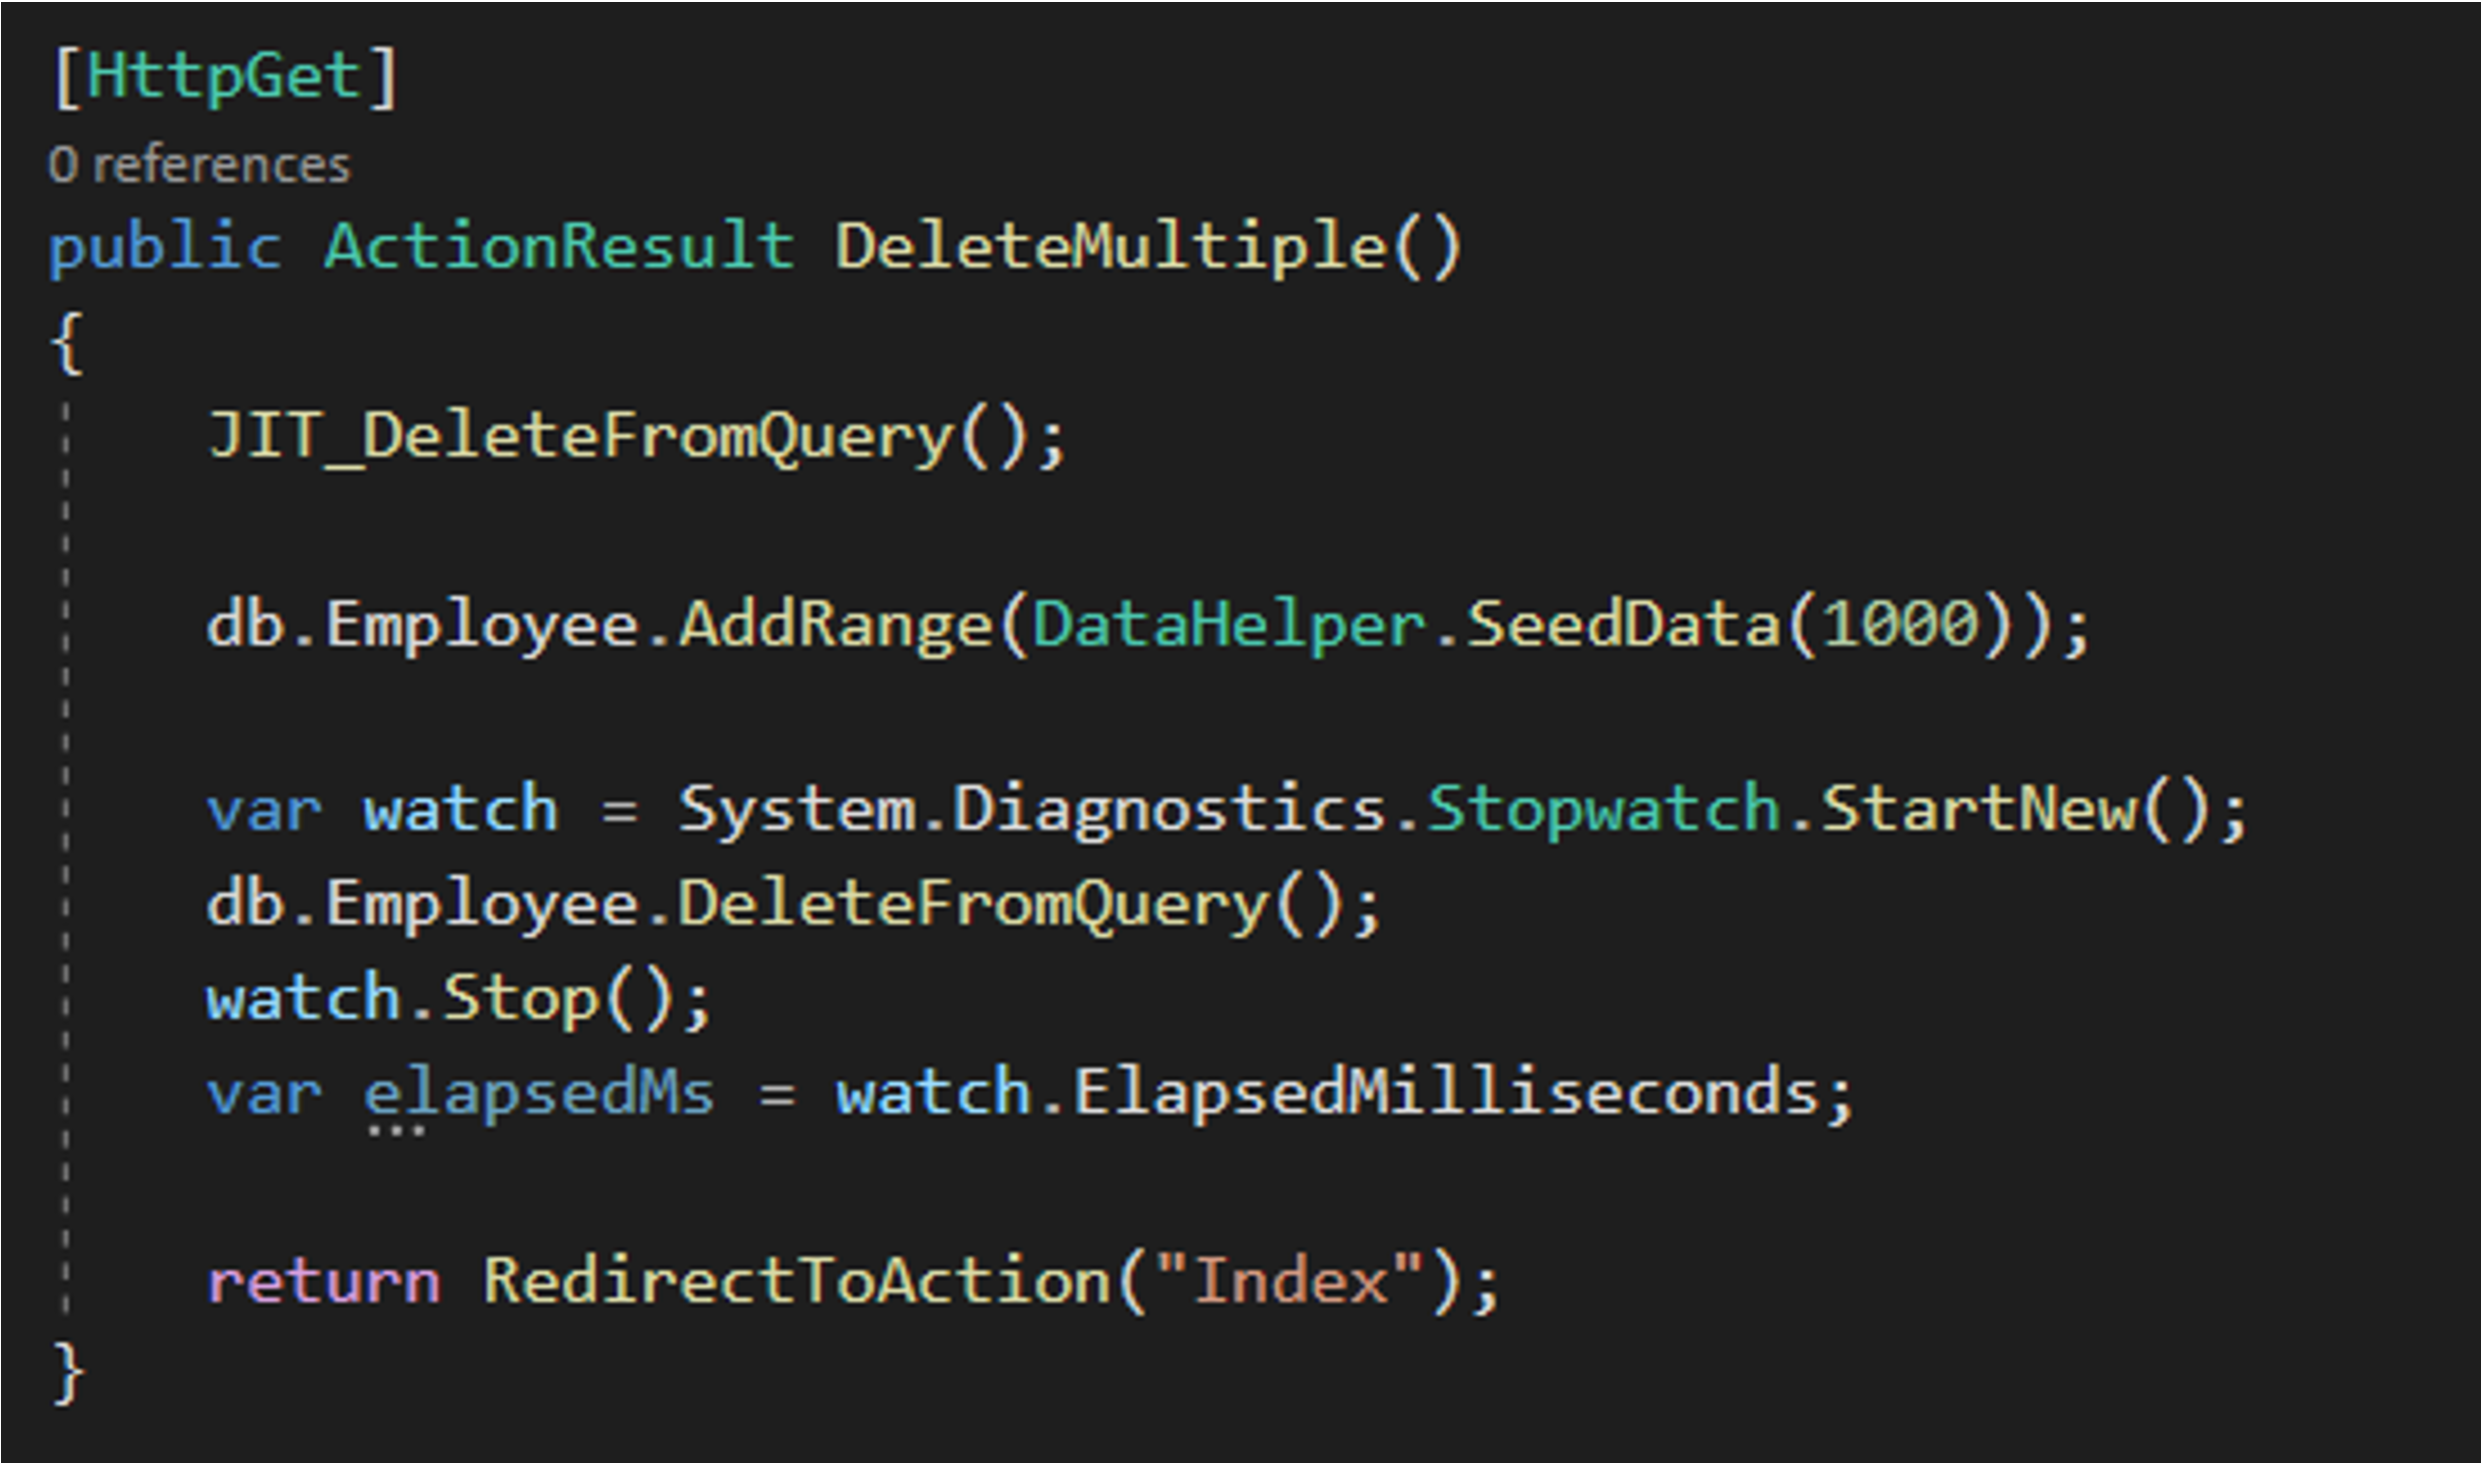 [HttpGet]
0 references
public ActionResult DeleteMultiple()
{
    JIT_DeleteFromQuery();
    db.Employee.AddRange(DataHelper.SeedData(1000));
    var watch = System.Diagnostics.Stopwatch.StartNew();
    db.Employee.DeleteFromQuery();
    watch.Stop();
    var elapsedMs = watch.ElapsedMilliseconds;
    return RedirectToAction("Index");
}